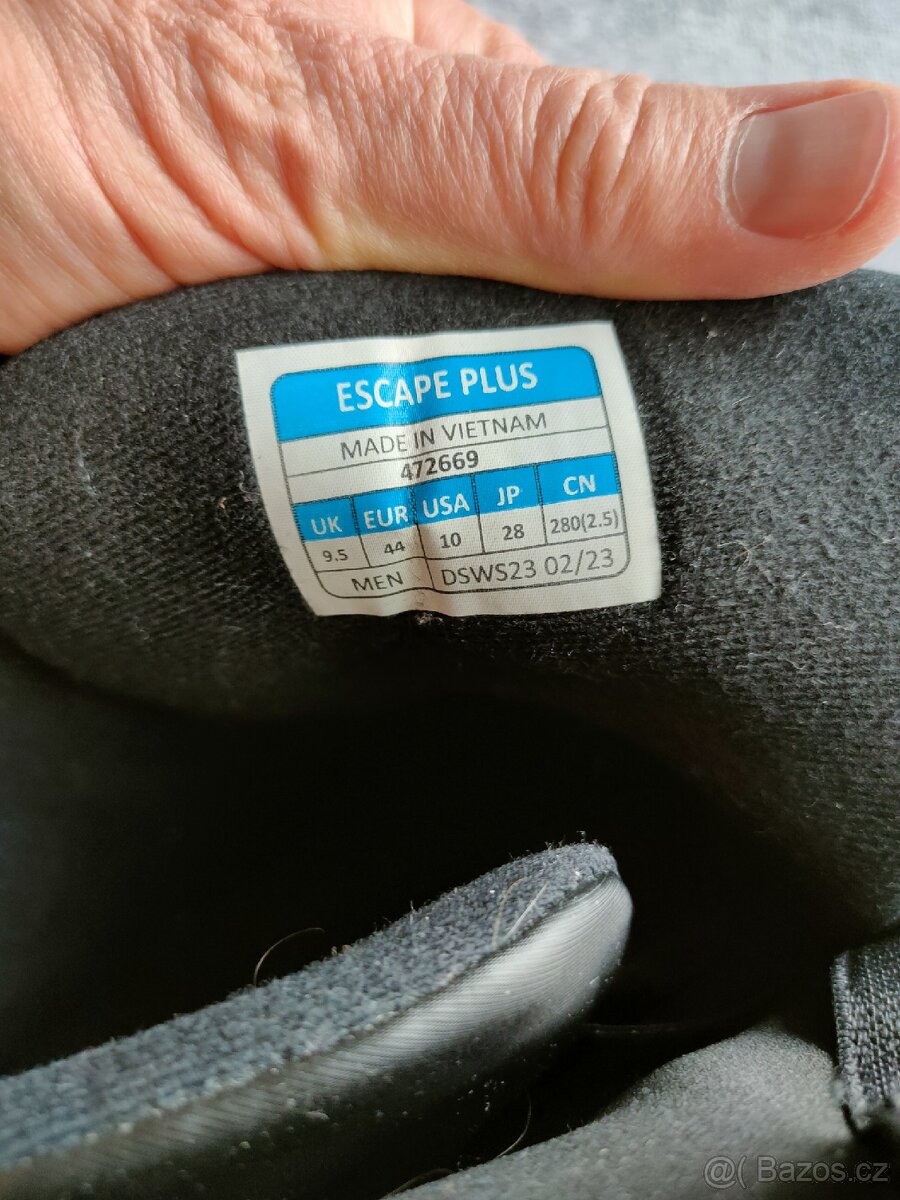 ESCAPE PLUS
MADE IN VIETNAM
472669
UK EUR USA JP CN
9.5 44 10 28 280(2.5)
MEN DSWS23 02/23
@( Bazos.cz